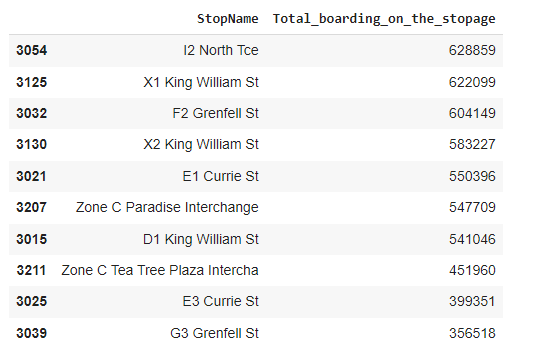 StopName Total_boarding_on_the_stopage
3054 I2 North Tce 628859
3125 X1 King William St 622099
3032 F2 Grenfell St 604149
3130 X2 King William St 583227
3021 E1 Currie St 550396
3207 Zone C Paradise Interchange 547709
3015 D1 King William St 541046
3211 Zone C Tea Tree Plaza Intercha 451960
3025 E3 Currie St 399351
3039 G3 Grenfell St 356518